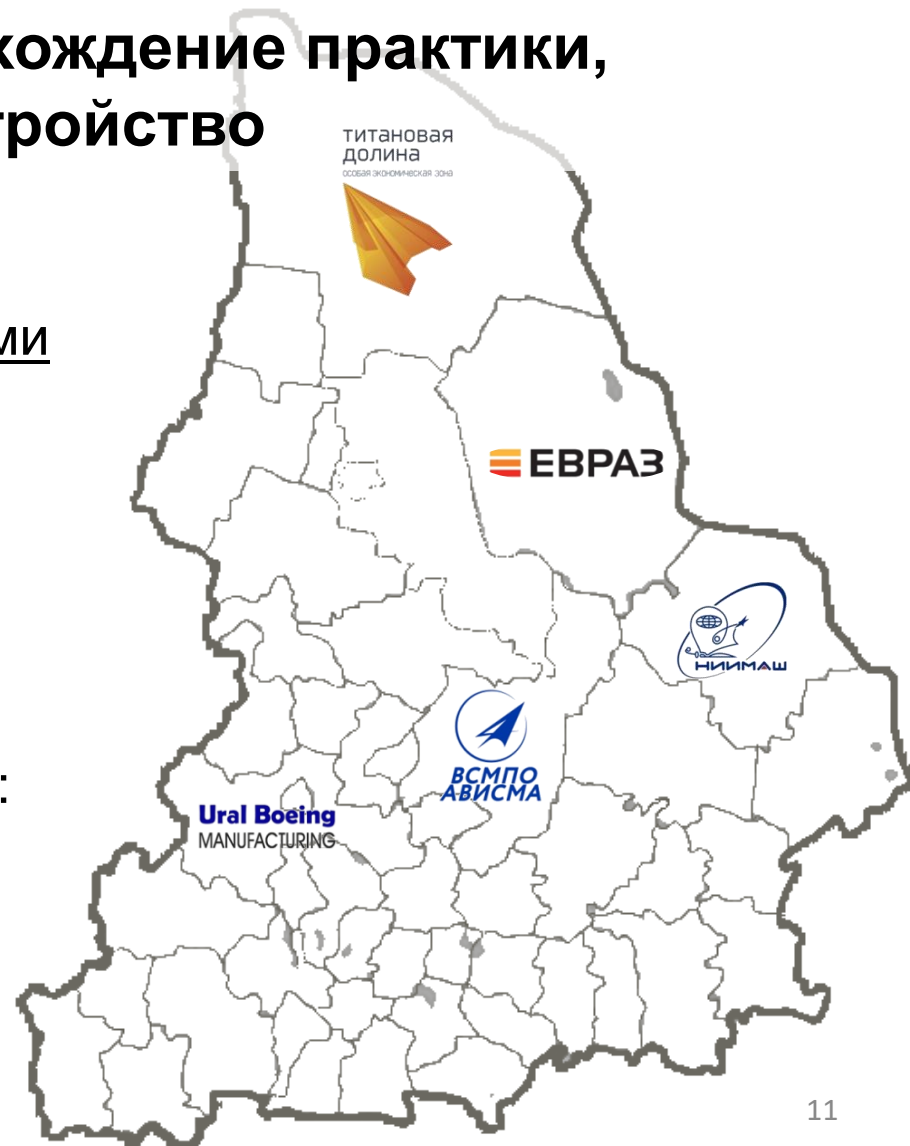 хождение практики,
тройство
титановая
долина
особая экономическая зона
ми
ЕВРАЗ
НИИМАШ
ВСМПО
АВИСМА
:
Ural Boeing
MANUFACTURING
11